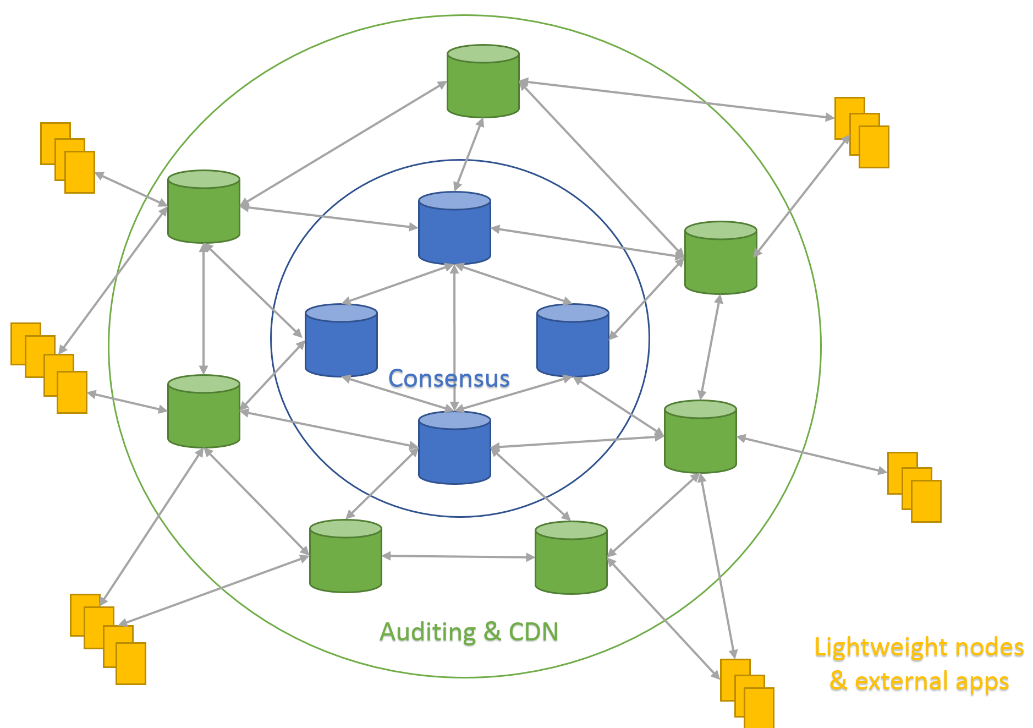 Consensus
Auditing & CDN
Lightweight nodes
& external apps